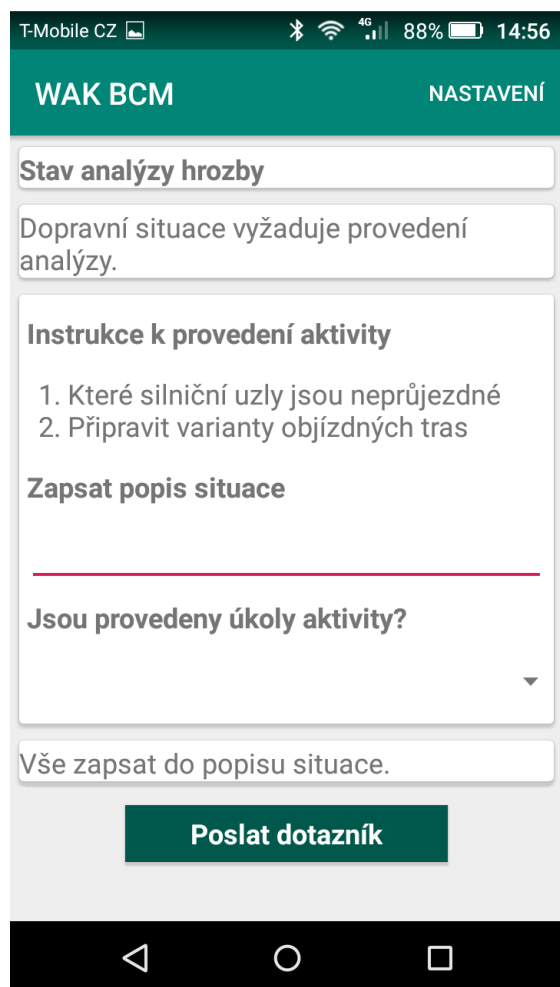 T-Mobile CZ 4G 88% 14:56
WAK BCM NASTAVENÍ
Stav analýzy hrozby
Dopravní situace vyžaduje provedení
analýzy.
Instrukce k provedení aktivity
1. Které silniční uzly jsou neprůjezdné
2. Připravit varianty objízdných tras
Zapsat popis situace
Jsou provedeny úkoly aktivity?
Vše zapsat do popisu situace.
Poslat dotazník